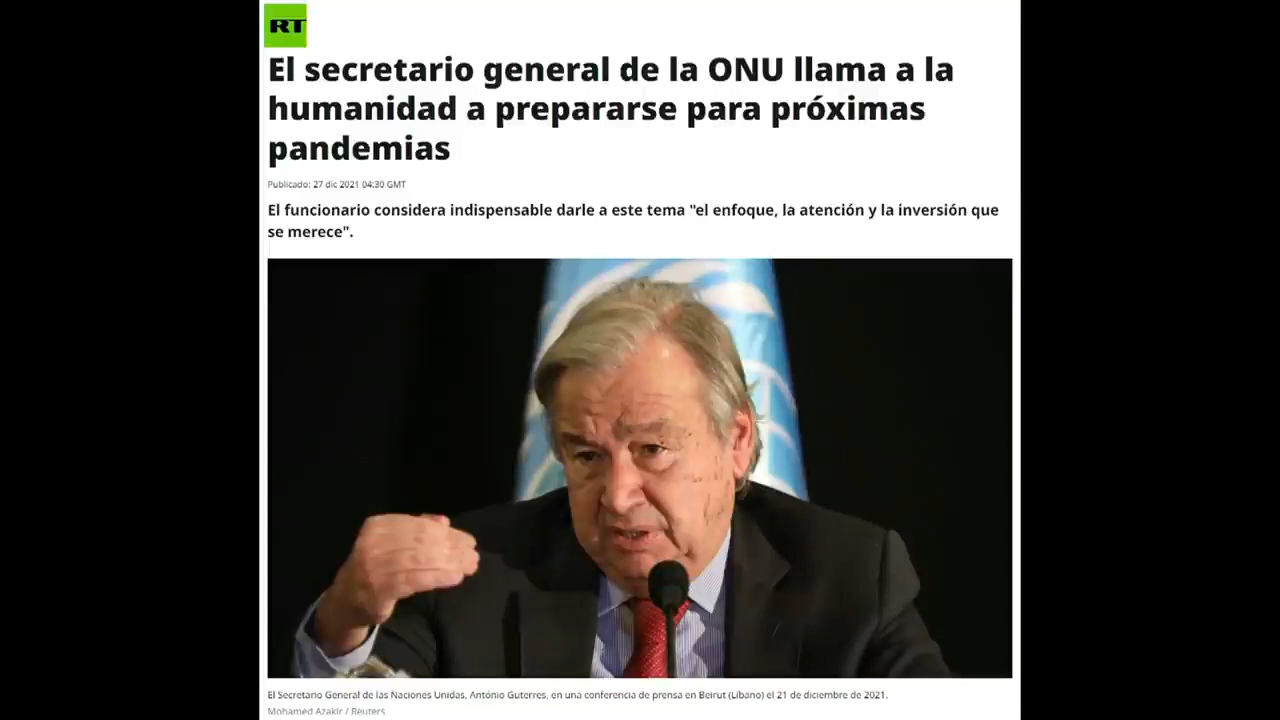 RT
El secretario general de la ONU llama a la
humanidad a prepararse para próximas
pandemias
Publicado: 27 dic 2021 04:30 GMT
El funcionario considera indispensable darle a este tema "el enfoque, la atención y la inversión que
se merece".
El Secretario General de las Naciones Unidas, António Guterres, en una conferencia de prensa en Beirut (Líbano) el 21 de diciembre de 2021.
Mohamed Azakir / Reuters